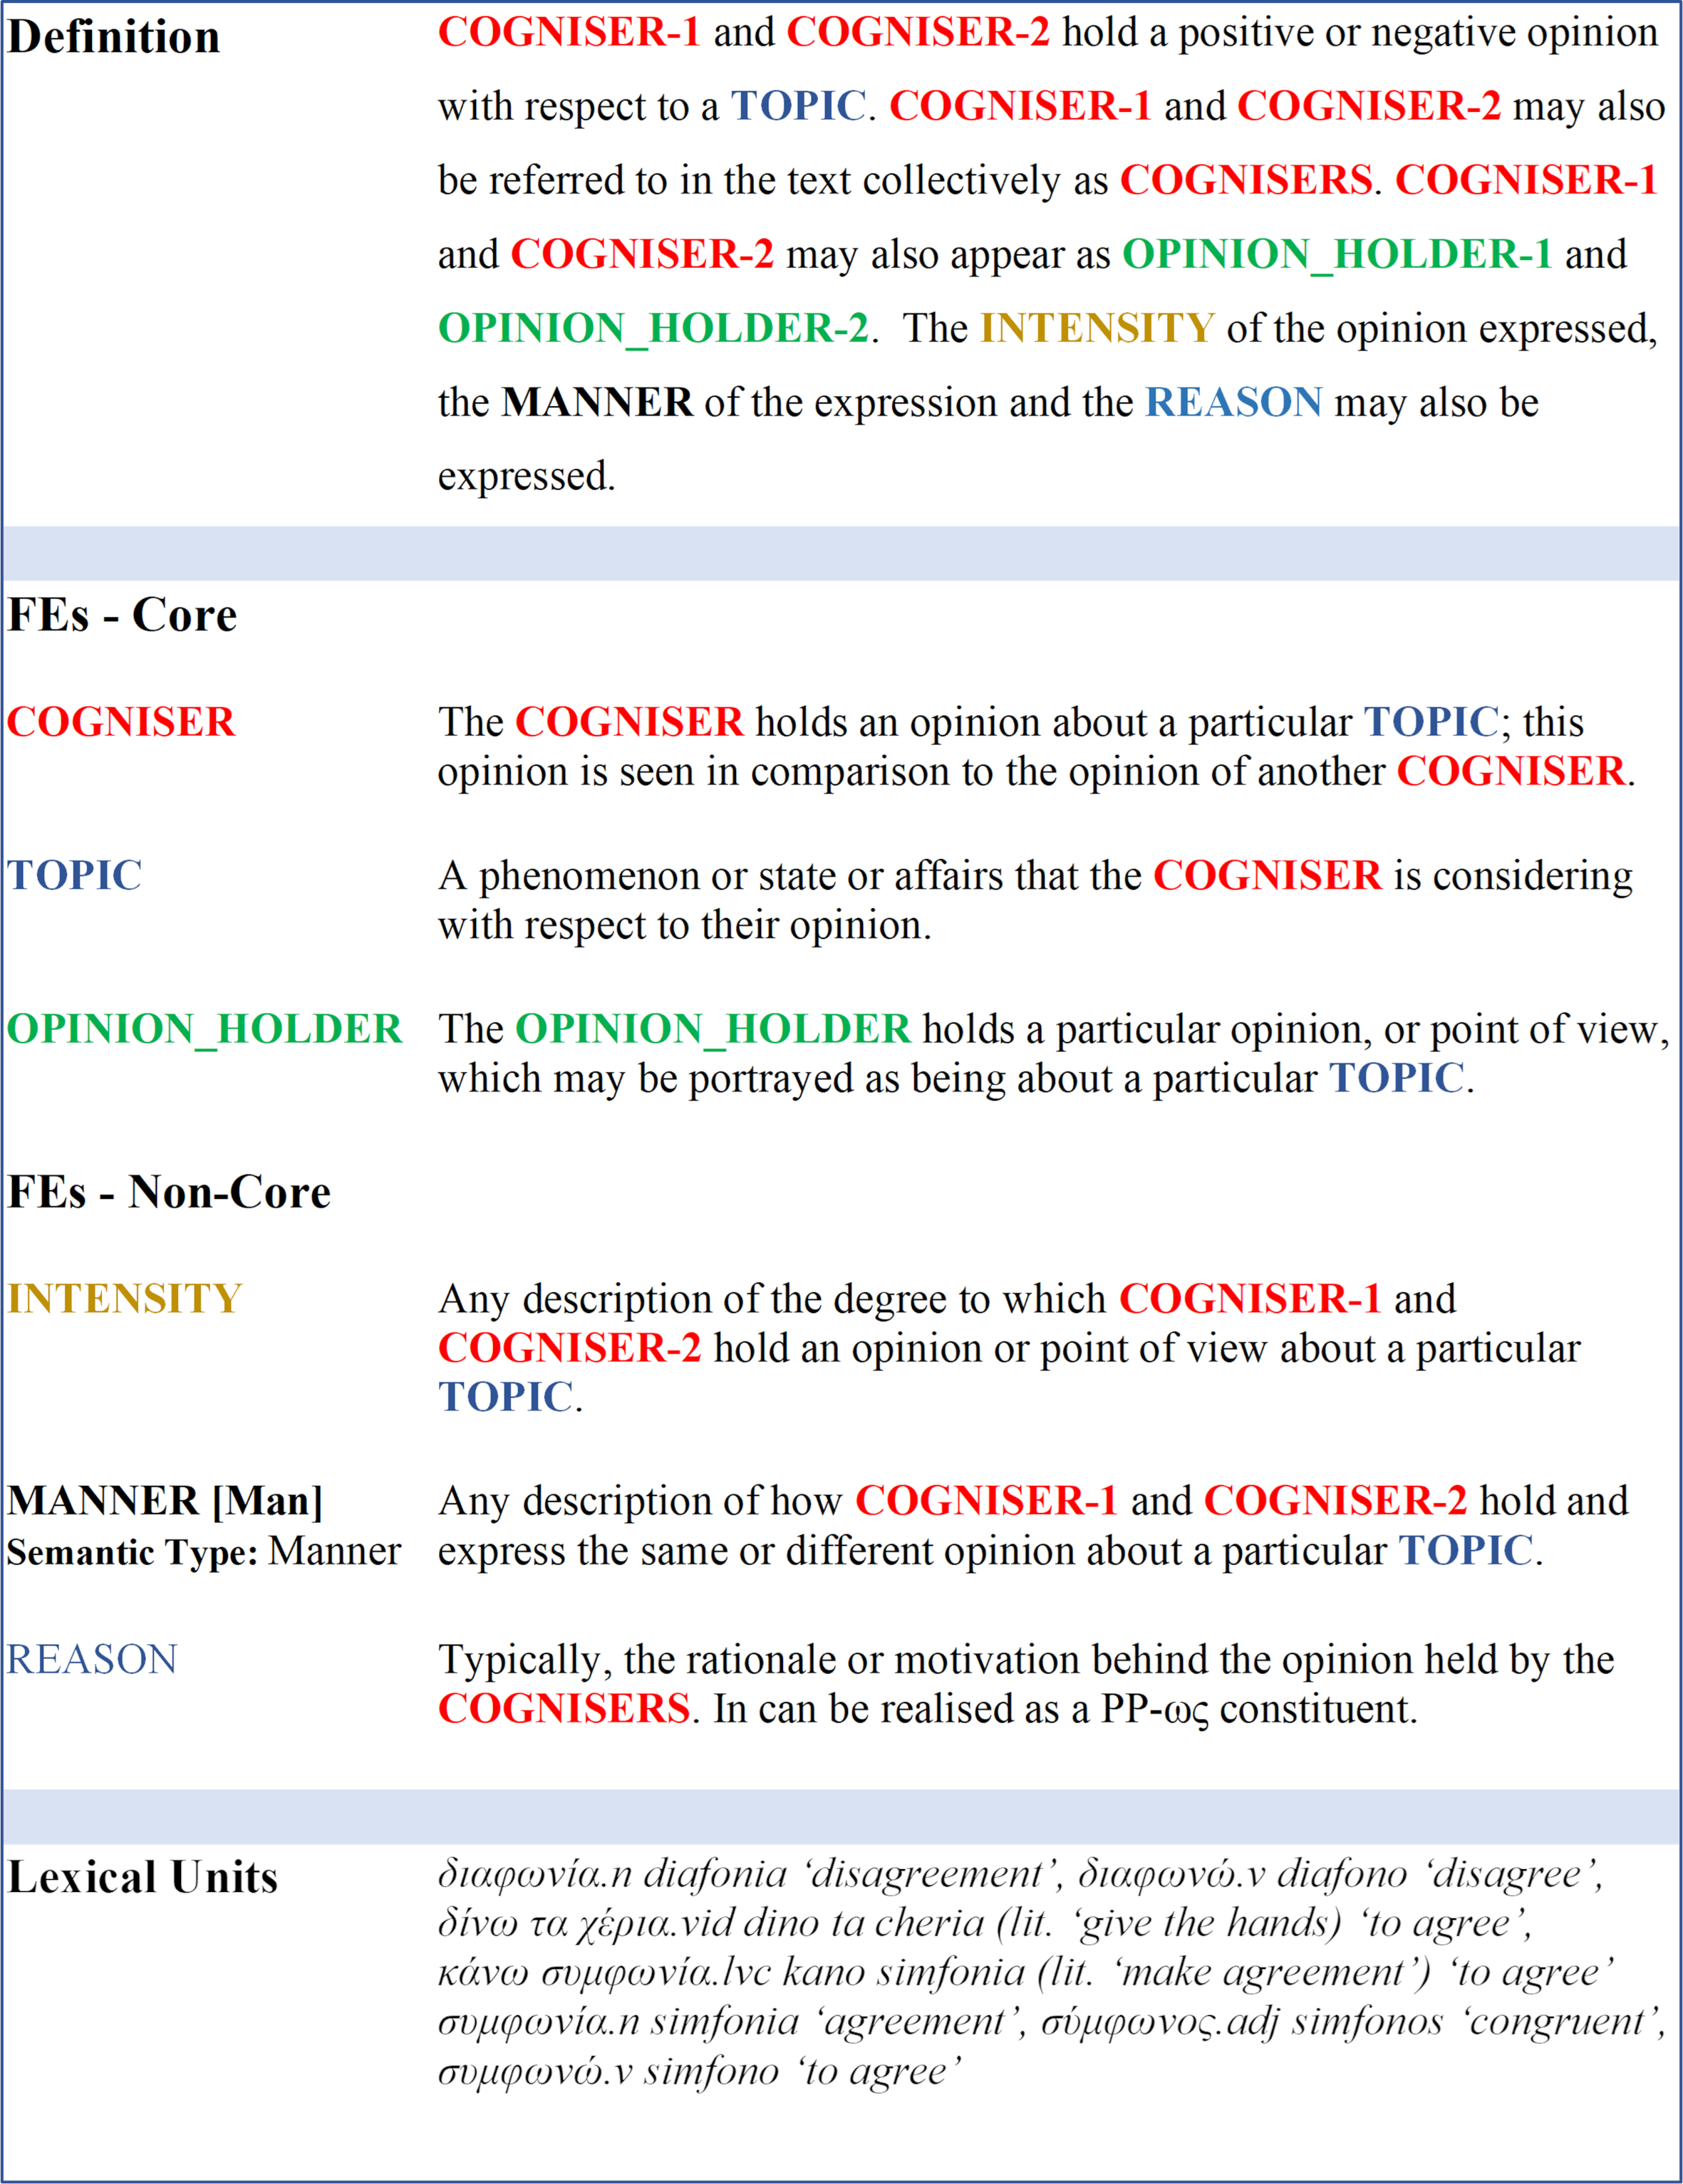 Definition COGNISER-1 and COGNISER-2 hold a positive or negative opinion
with respect to a TOPIC. COGNISER-1 and COGNISER-2 may also
be referred to in the text collectively as COGNISERS. COGNISER-1
and COGNISER-2 may also appear as OPINION_HOLDER-1 and
OPINION_HOLDER-2. The INTENSITY of the opinion expressed,
the MANNER of the expression and the REASON may also be
expressed.
FEs - Core
COGNISER The COGNISER holds an opinion about a particular TOPIC; this
opinion is seen in comparison to the opinion of another COGNISER.
TOPIC A phenomenon or state or affairs that the COGNISER is considering
with respect to their opinion.
OPINION_HOLDER The OPINION_HOLDER holds a particular opinion, or point of view,
which may be portrayed as being about a particular TOPIC.
FEs - Non-Core
INTENSITY Any description of the degree to which COGNISER-1 and
COGNISER-2 hold an opinion or point of view about a particular
TOPIC.
MANNER [Man] Any description of how COGNISER-1 and COGNISER-2 hold and
Semantic Type: Manner express the same or different opinion about a particular TOPIC.
REASON Typically, the rationale or motivation behind the opinion held by the
COGNISERS. In can be realised as a PP-ως constituent.
Lexical Units διαφωνία.n diafonia ‘disagreement’, διαφωνώ.v diafono ‘disagree’,
δίνω τα χέρια.vid dino ta cheria (lit. ‘give the hands) ‘to agree’,
κάνω συμφωνία.lvc kano simfonia (lit. ‘make agreement’) ‘to agree’
συμφωνία.n simfonia ‘agreement’, σύμφωνος.adj simfonos ‘congruent’,
συμφωνώ.v simfono ‘to agree’